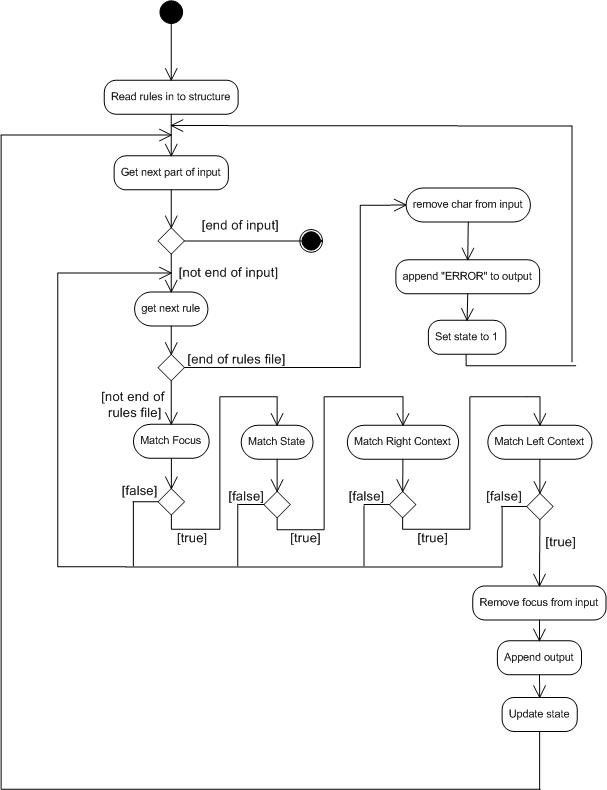 Read rules in to structure
Get next part of input
[end of input]
remove char from input
[not end of input]
append "ERROR" to output
get next rule
Set state to 1
[end of rules file]
[not end of
rules file]
Match Focus
Match State
Match Right Context
Match Left Context
[false]
[false]
[false]
[false]
[true]
[true]
[true]
[true]
Remove focus from input
Append output
Update state